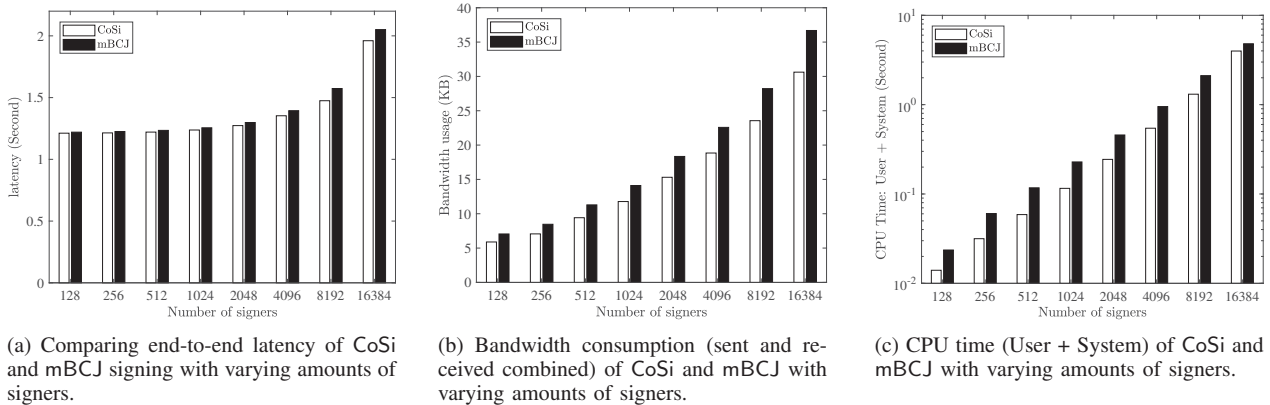 2
1.5
1
0.5
0
latency (Second)
CoSi
mBCJ
128 256 512 1024 2048 4096 8192 16384
Number of signers
(a) Comparing end-to-end latency of CoSi
and mBCJ signing with varying amounts of
signers.
40
35
30
25
20
15
10
5
0
Bandwidth usage (KB)
CoSi
mBCJ
128 256 512 1024 2048 4096 8192 16384
Number of signers
(b) Bandwidth consumption (sent and re-
ceived combined) of CoSi and mBCJ with
varying amounts of signers.
10^1
10^0
10^-1
10^-2
CPU Time: User + System (Second)
CoSi
mBCJ
128 256 512 1024 2048 4096 8192 16384
Number of signers
(c) CPU time (User + System) of CoSi and
mBCJ with varying amounts of signers.